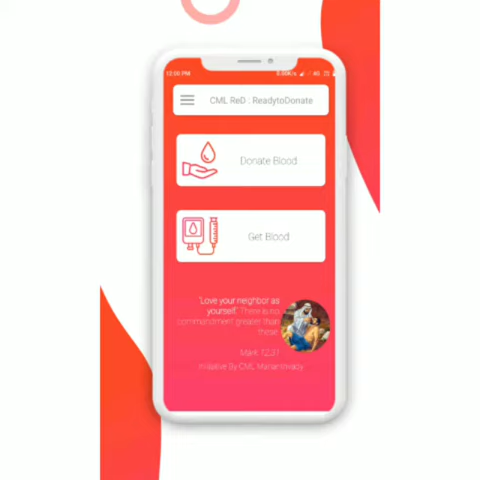 12:00 PM
4G
CML ReD : ReadytoDonate
Donate Blood
Get Blood
"Love your neighbor as
yourself." There is no
commandment greater than
these.
Mark 12:31
Initiative By CML